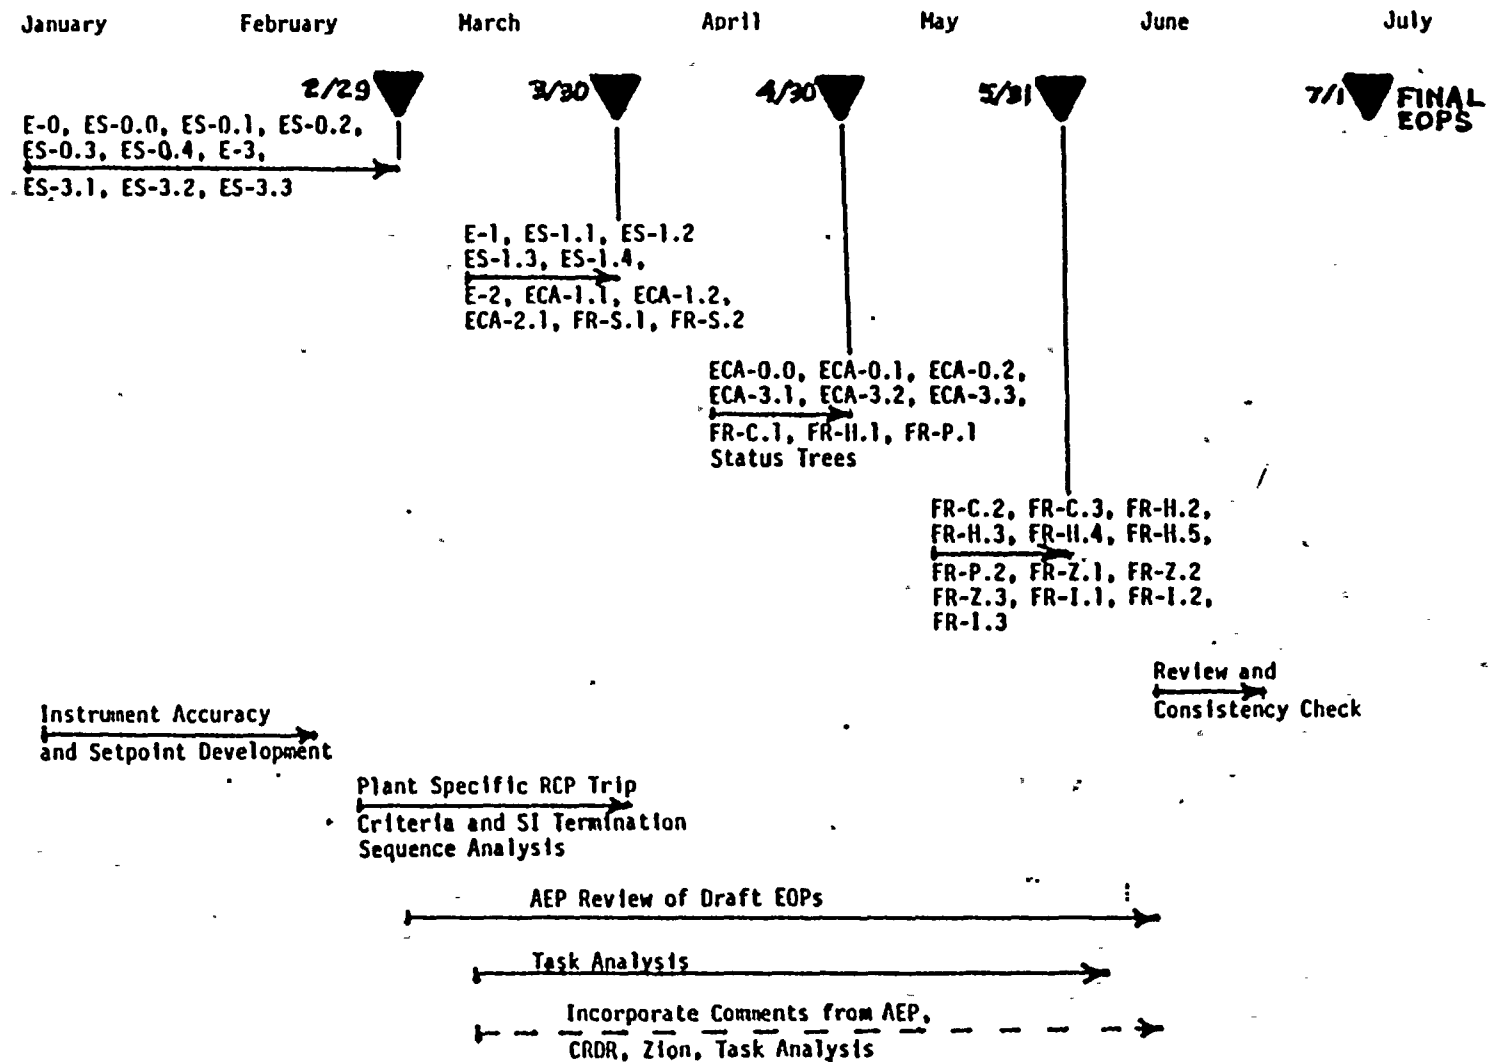 January February March April May June July
2/29 3/30 4/30 5/31 7/1 FINAL
EOPS
E-0, ES-0.0, ES-0.1, ES-0.2,
ES-0.3, ES-0.4, E-3,
ES-3.1, ES-3.2, ES-3.3
E-1, ES-1.1, ES-1.2
ES-1.3, ES-1.4,
E-2, ECA-1.1, ECA-1.2,
ECA-2.1, FR-S.1, FR-S.2
ECA-0.0, ECA-0.1, ECA-0.2,
ECA-3.1, ECA-3.2, ECA-3.3,
FR-C.1, FR-H.1, FR-P.1
Status Trees
FR-C.2, FR-C.3, FR-H.2,
FR-H.3, FR-H.4, FR-H.5,
FR-P.2, FR-Z.1, FR-Z.2
FR-Z.3, FR-I.1, FR-I.2,
FR-I.3
Review and
Consistency Check
Instrument Accuracy
and Setpoint Development
Plant Specific RCP Trip
Criteria and SI Termination
Sequence Analysis
AEP Review of Draft EOPs
Task Analysis
Incorporate Comments from AEP,
CRDR, Zion, Task Analysis